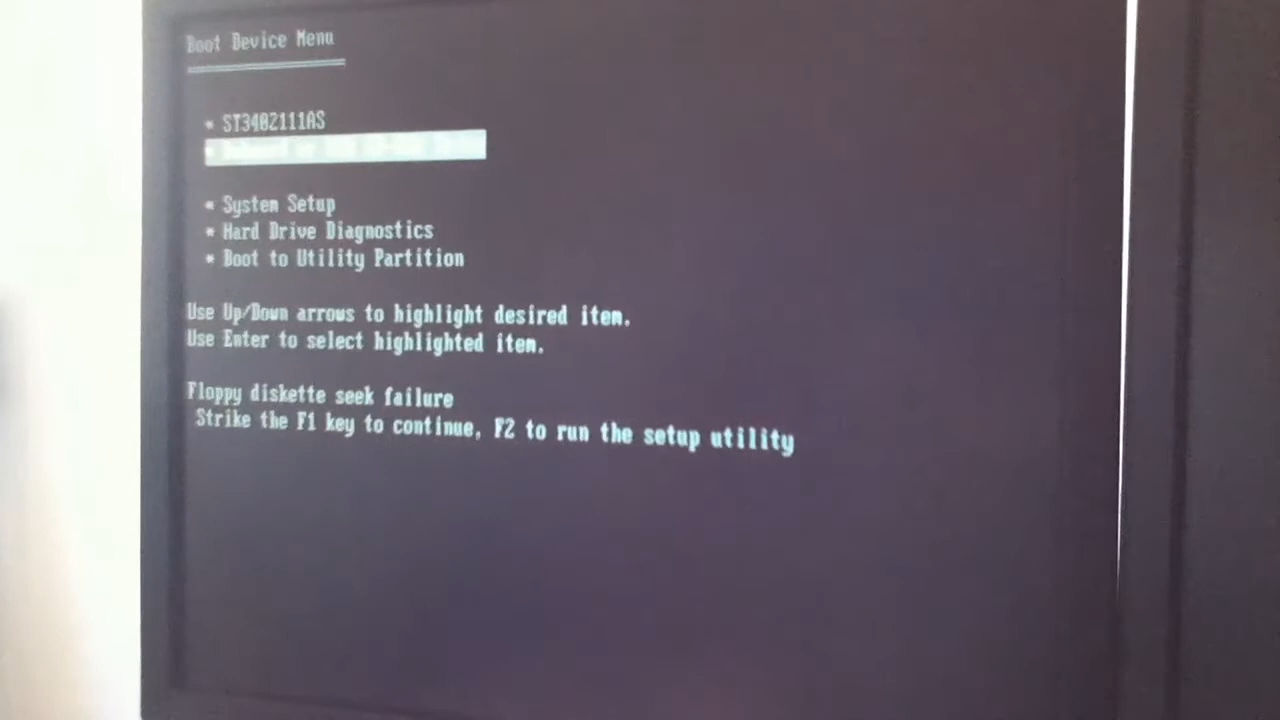 Boot Device Menu
* ST3402111AS
* System Setup
* Hard Drive Diagnostics
* Boot to Utility Partition
Use Up/Down arrows to highlight desired item.
Use Enter to select highlighted item.
Floppy diskette seek failure
Strike the F1 key to continue, F2 to run the setup utility